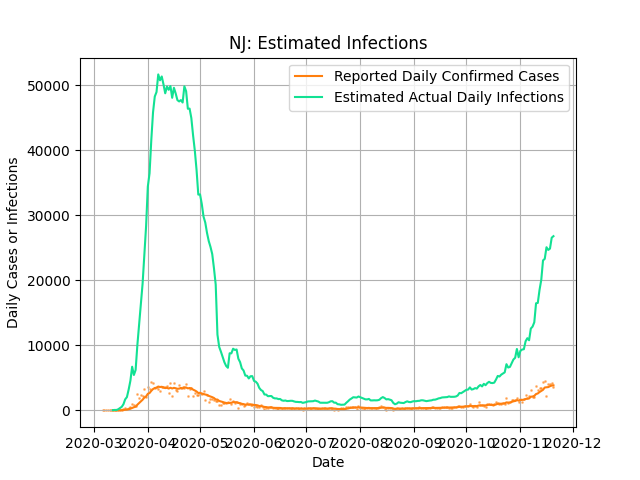 NJ: Estimated Infections
Reported Daily Confirmed Cases
Estimated Actual Daily Infections
Daily Cases or Infections
50000
40000
30000
20000
10000
0
2020-03 2020-04 2020-05 2020-06 2020-07 2020-08 2020-09 2020-10 2020-11 2020-12
Date